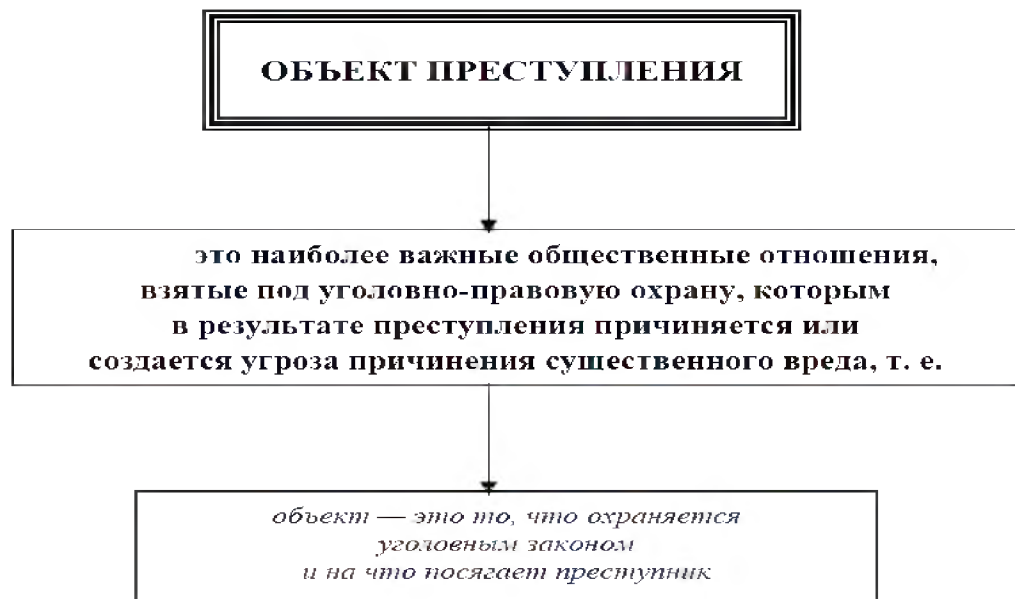 ОБЪЕКТ ПРЕСТУПЛЕНИЯ
это наиболее важные общественные отношения,
взятые под уголовно-правовую охрану, которым
в результате преступления причиняется или
создается угроза причинения существенного вреда, т. е.
объект — это то, что охраняется
уголовным законом
и на что посягает преступник